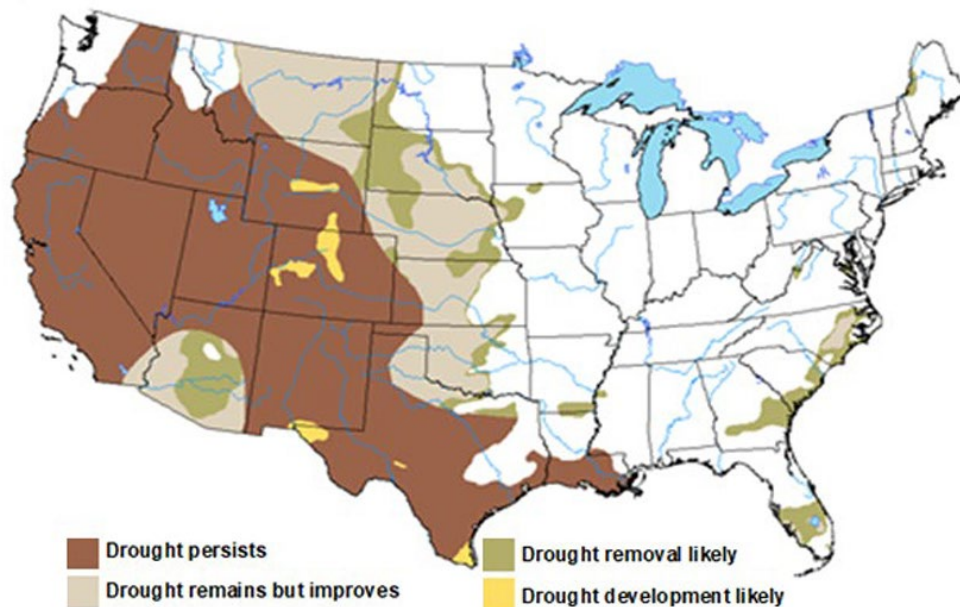 Drought persists
Drought remains but improves
Drought removal likely
Drought development likely